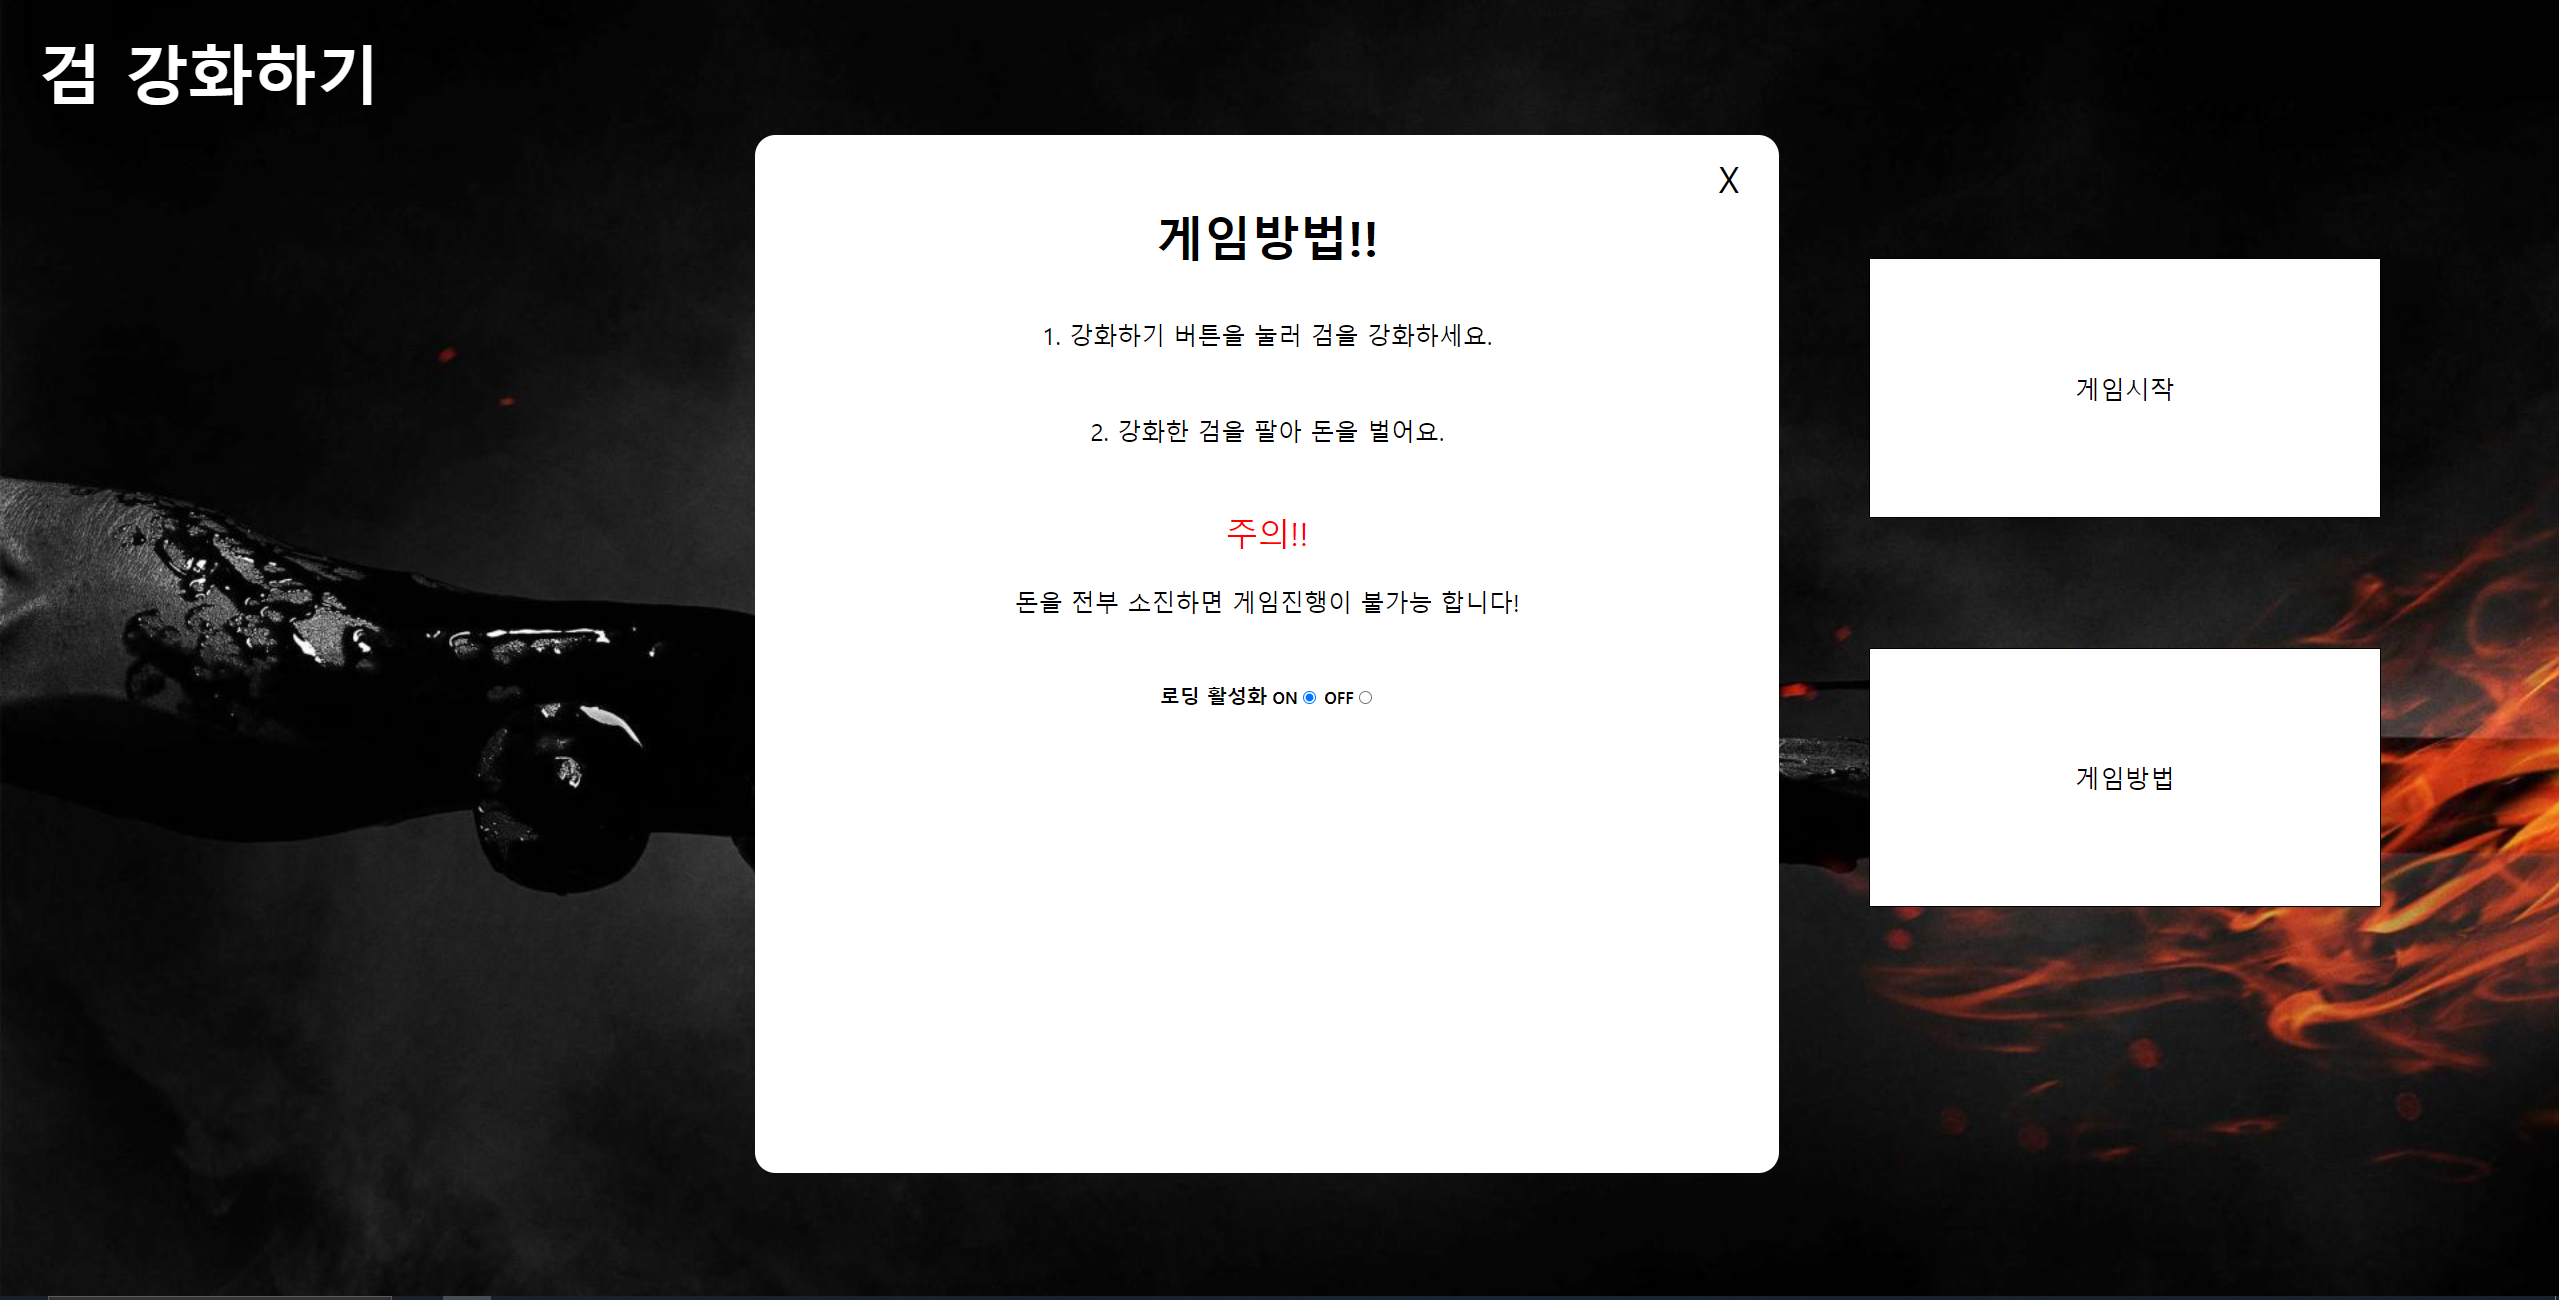 검 강화하기
X
게임방법!!
1. 강화하기 버튼을 눌러 검을 강화하세요.
2. 강화한 검을 팔아 돈을 벌어요.
주의!!
돈을 전부 소진하면 게임진행이 불가능 합니다!
로딩 활성화 ON OFF
게임시작
게임방법